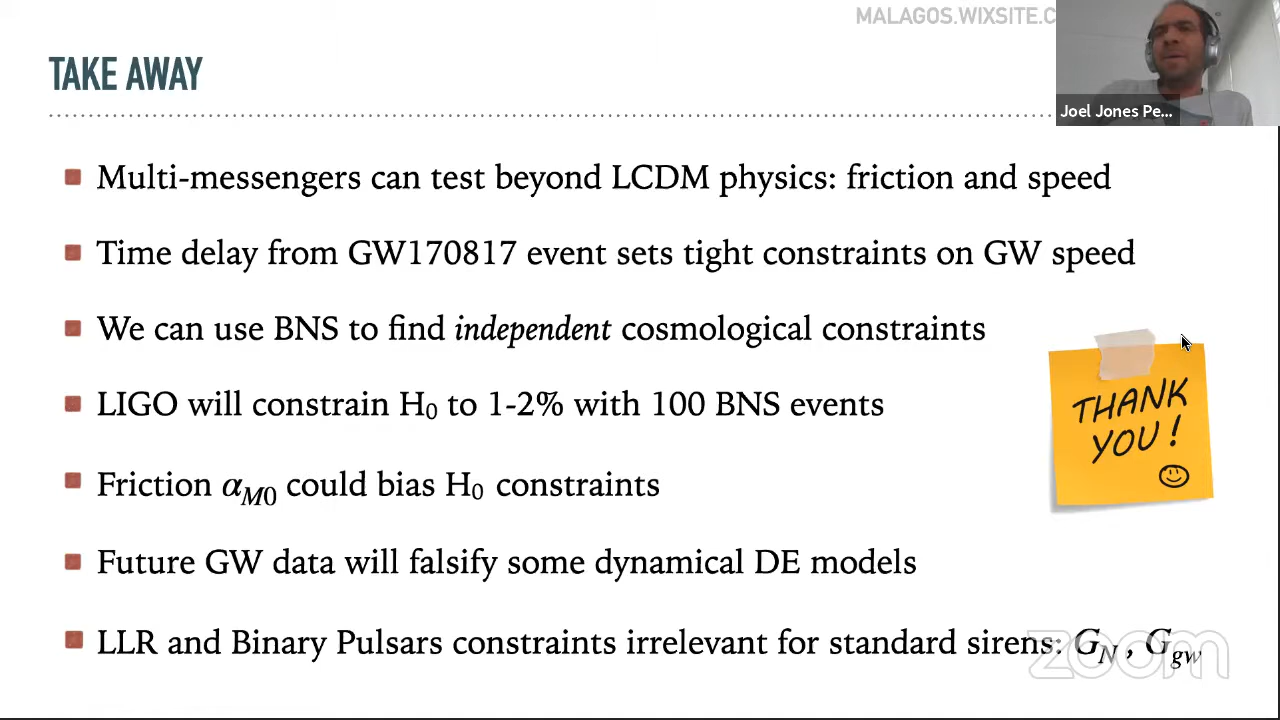 MALAGOS.WIXSITE.C
TAKE AWAY
Joel Jones Pe...
Multi-messengers can test beyond LCDM physics: friction and speed
Time delay from GW170817 event sets tight constraints on GW speed
We can use BNS to find independent cosmological constraints
LIGO will constrain H₀ to 1-2% with 100 BNS events
Friction α_M0 could bias H₀ constraints
Future GW data will falsify some dynamical DE models
LLR and Binary Pulsars constraints irrelevant for standard sirens: G_N , G_gw
THANK
YOU !
zoom